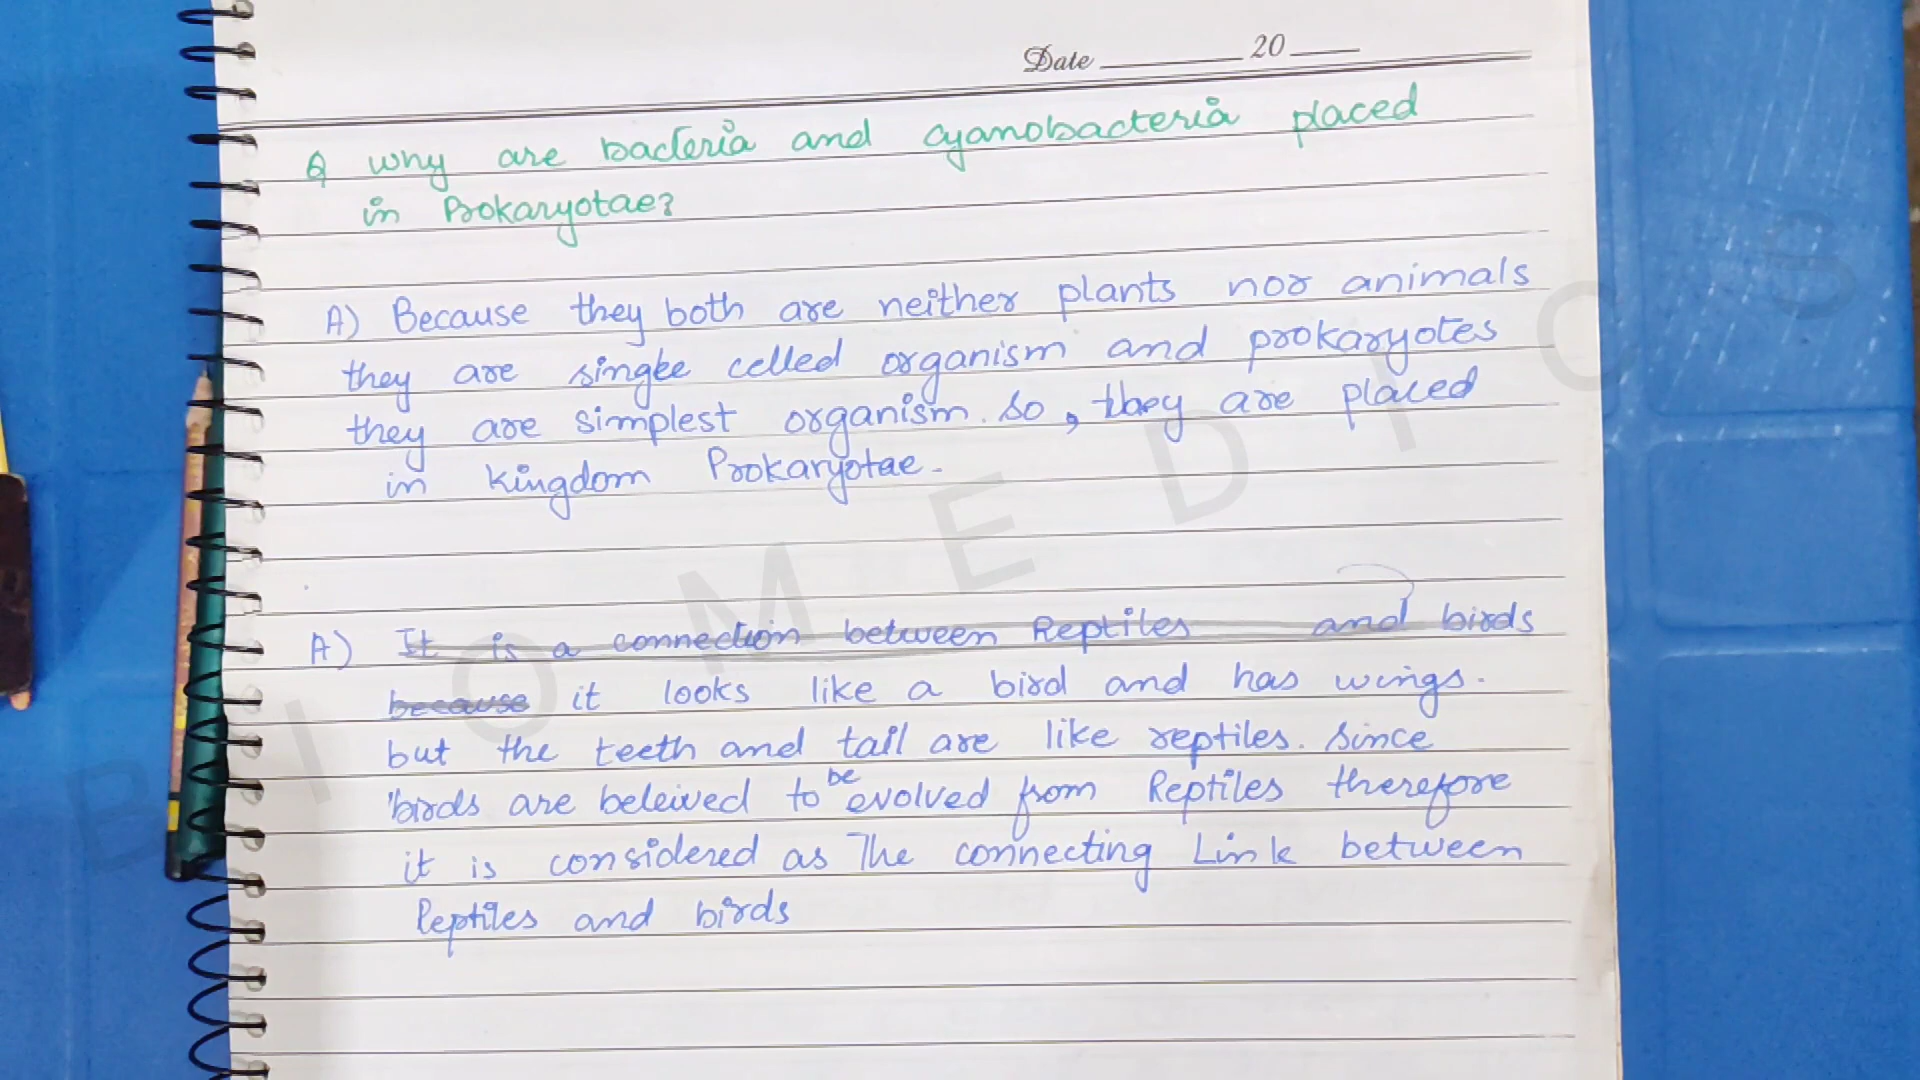 Date ______ 20 ___
Q why are bacteria and cyanobacteria placed
in Prokaryotae?
A) Because they both are neither plants nor animals
they are single celled organism and prokaryotes
they are simplest organism. So, they are placed
in kingdom Prokaryotae.
A) It is a connection between Reptiles and birds
because it looks like a bird and has wings.
but the teeth and tail are like reptiles. Since
birds are beleived to be evolved from Reptiles therefore
it is considered as The connecting Link between
Reptiles and birds
BIOMEDICOS